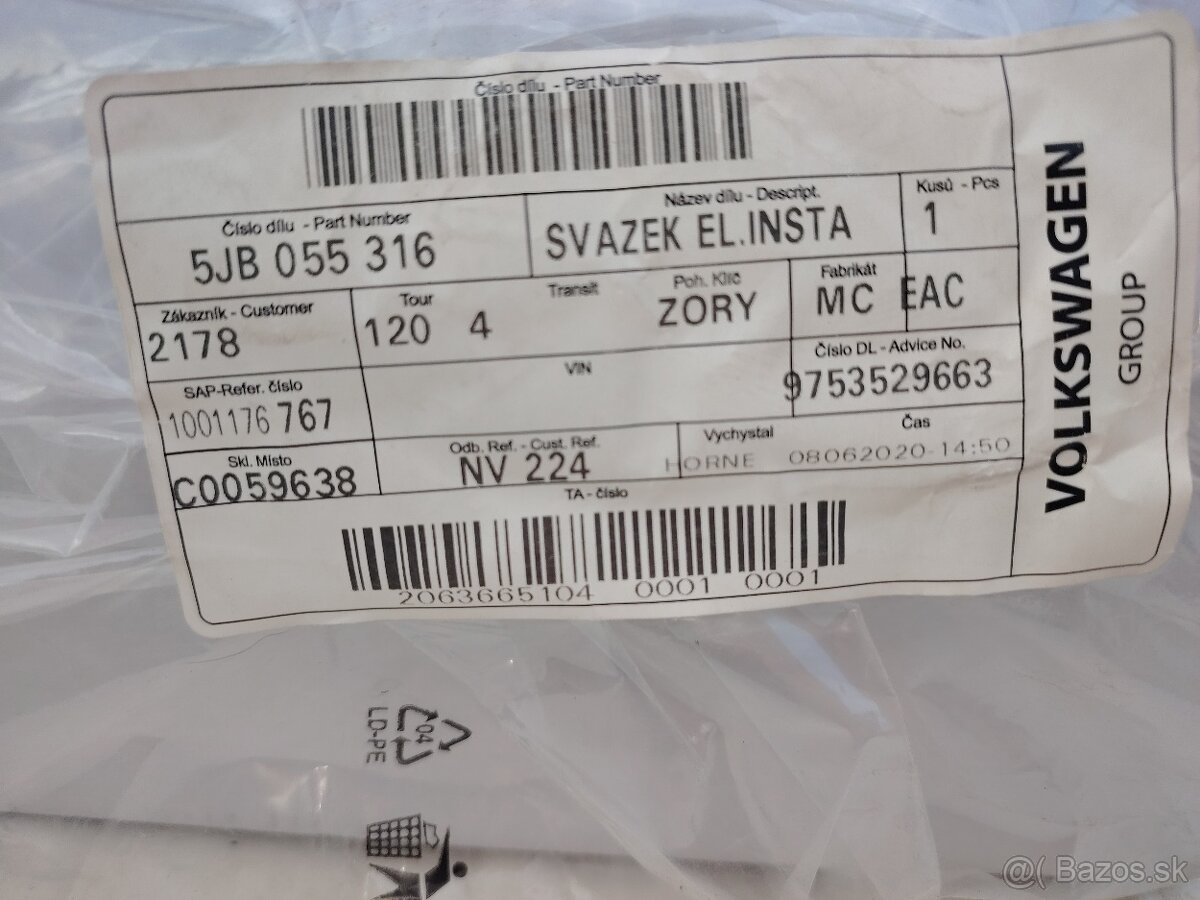 Číslo dílu - Part Number
Číslo dílu - Part Number
5JB 055 316
Název dílu - Descript.
SVAZEK EL.INSTA
Kusů - Pcs
1
Zákazník - Customer
2178
Tour
120 4
Transit
Poh. Klíč
ZORY
Fabrikát
MC EAC
SAP-Refer. číslo
1001176 767
VIN
Číslo DL - Advice No.
9753529663
Skl. Místo
C0059638
Odb. Ref. - Cust. Ref.
NV 224
Vychystal
HORNE
Čas
08062020-14:50
TA - číslo
2063665104 0001 0001
VOLKSWAGEN
GROUP
04
LD-PE
@( Bazos.sk